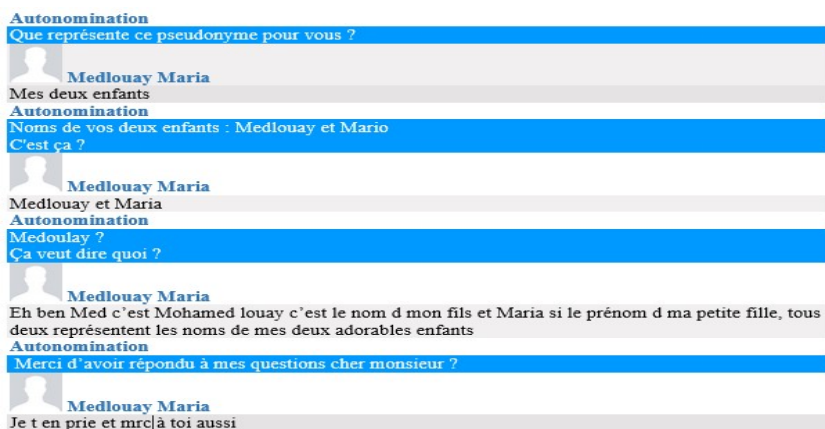 Autonomination
Que représente ce pseudonyme pour vous ?
Medlouay Maria
Mes deux enfants
Autonomination
Noms de vos deux enfants : Medlouay et Mario
C'est ça ?
Medlouay Maria
Medlouay et Maria
Autonomination
Medoulay ?
Ça veut dire quoi ?
Medlouay Maria
Eh ben Med c'est Mohamed louay c'est le nom d mon fils et Maria si le prénom d ma petite fille, tous
deux représentent les noms de mes deux adorables enfants
Autonomination
Merci d'avoir répondu à mes questions cher monsieur ?
Medlouay Maria
Je t en prie et mrc à toi aussi